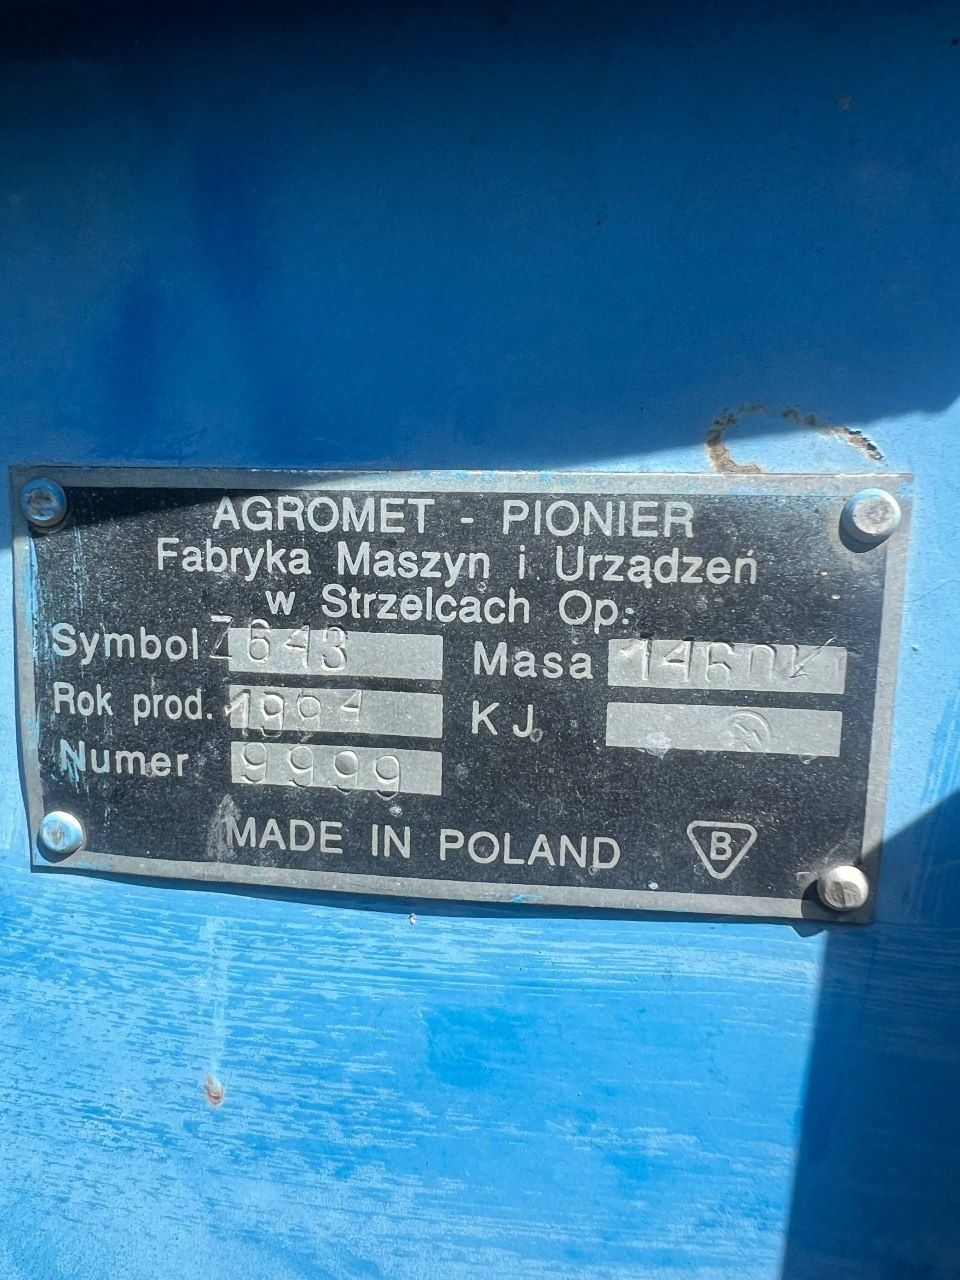 AGROMET - PIONIER
Fabryka Maszyn i Urządzeń
w Strzelcach Op.
Symbol Z643
Masa 1460
Rok prod. 1991
KJ
Numer 9999
MADE IN POLAND B